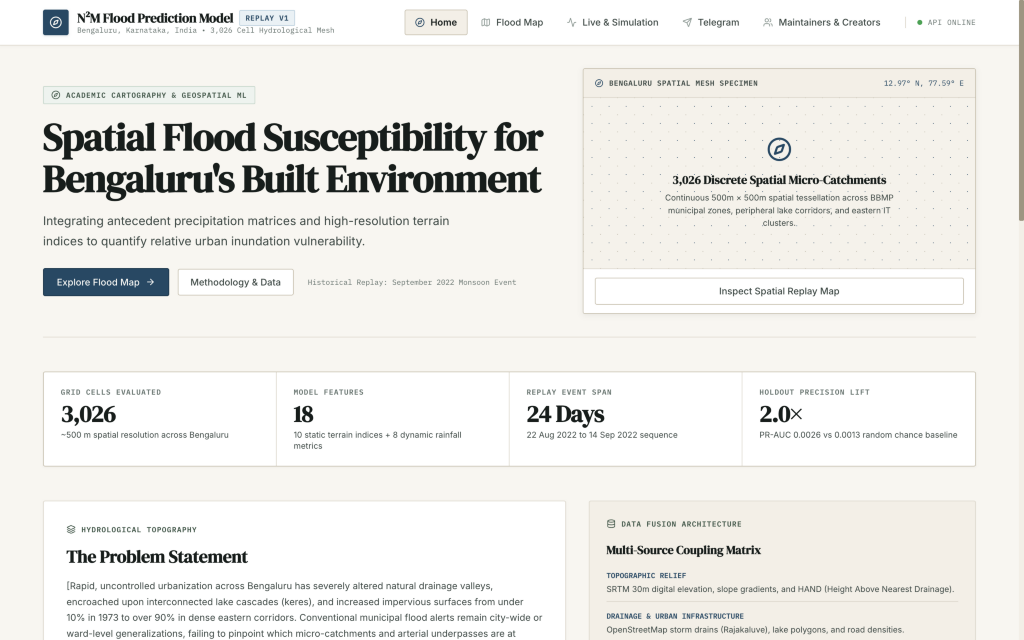 N²M Flood Prediction Model
REPLAY V1
Bengaluru, Karnataka, India • 3,026 Cell Hydrological Mesh
Home
Flood Map
Live & Simulation
Telegram
Maintainers & Creators
API ONLINE
ACADEMIC CARTOGRAPHY & GEOSPATIAL ML
Spatial Flood Susceptibility for
Bengaluru's Built Environment
Integrating antecedent precipitation matrices and high-resolution terrain
indices to quantify relative urban inundation vulnerability.
Explore Flood Map →
Methodology & Data
Historical Replay: September 2022 Monsoon Event
BENGALURU SPATIAL MESH SPECIMEN
12.97° N, 77.59° E
3,026 Discrete Spatial Micro-Catchments
Continuous 500m × 500m spatial tessellation across BBMP
municipal zones, peripheral lake corridors, and eastern IT
clusters.
Inspect Spatial Replay Map
GRID CELLS EVALUATED
3,026
~500 m spatial resolution across Bengaluru
MODEL FEATURES
18
10 static terrain indices + 8 dynamic rainfall
metrics
REPLAY EVENT SPAN
24 Days
22 Aug 2022 to 14 Sep 2022 sequence
HOLDOUT PRECISION LIFT
2.0×
PR-AUC 0.0026 vs 0.0013 random chance baseline
HYDROLOGICAL TOPOGRAPHY
The Problem Statement
[Rapid, uncontrolled urbanization across Bengaluru has severely altered natural drainage valleys,
encroached upon interconnected lake cascades (keres), and increased impervious surfaces from under
10% in 1973 to over 90% in dense eastern corridors. Conventional municipal flood alerts remain city-wide or
ward-level generalizations, failing to pinpoint which micro-catchments and arterial underpasses are at
DATA FUSION ARCHITECTURE
Multi-Source Coupling Matrix
TOPOGRAPHIC RELIEF
SRTM 30m digital elevation, slope gradients, and HAND (Height Above Nearest Drainage).
DRAINAGE & URBAN INFRASTRUCTURE
OpenStreetMap storm drains (Rajakaluve), lake polygons, and road densities.